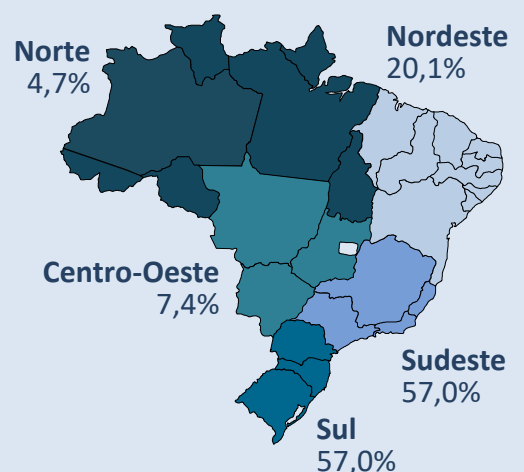 Norte
4,7%
Nordeste
20,1%
Centro-Oeste
7,4%
Sudeste
57,0%
Sul
57,0%